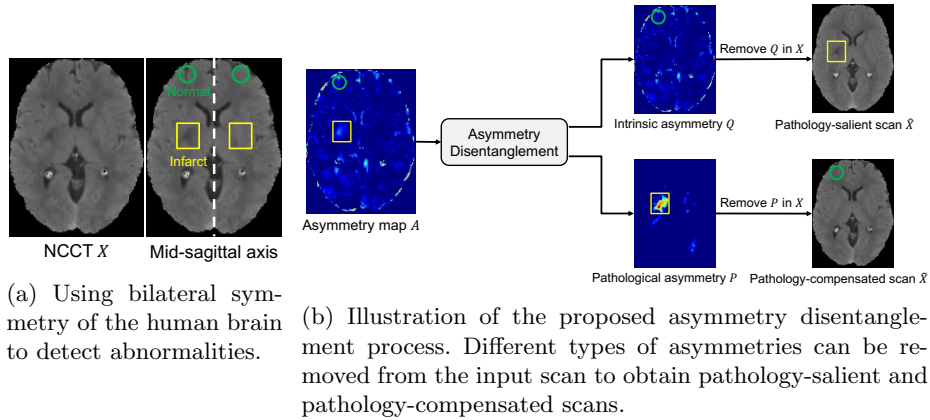 Normal
Infarct
NCCT X
Mid-sagittal axis
(a) Using bilateral sym-
metry of the human brain
to detect abnormalities.
Asymmetry map A
Asymmetry
Disentanglement
Intrinsic asymmetry Q
Remove Q in X
Pathology-salient scan X̂
Pathological asymmetry P
Remove P in X
Pathology-compensated scan X̃
(b) Illustration of the proposed asymmetry disentangle-
ment process. Different types of asymmetries can be re-
moved from the input scan to obtain pathology-salient and
pathology-compensated scans.